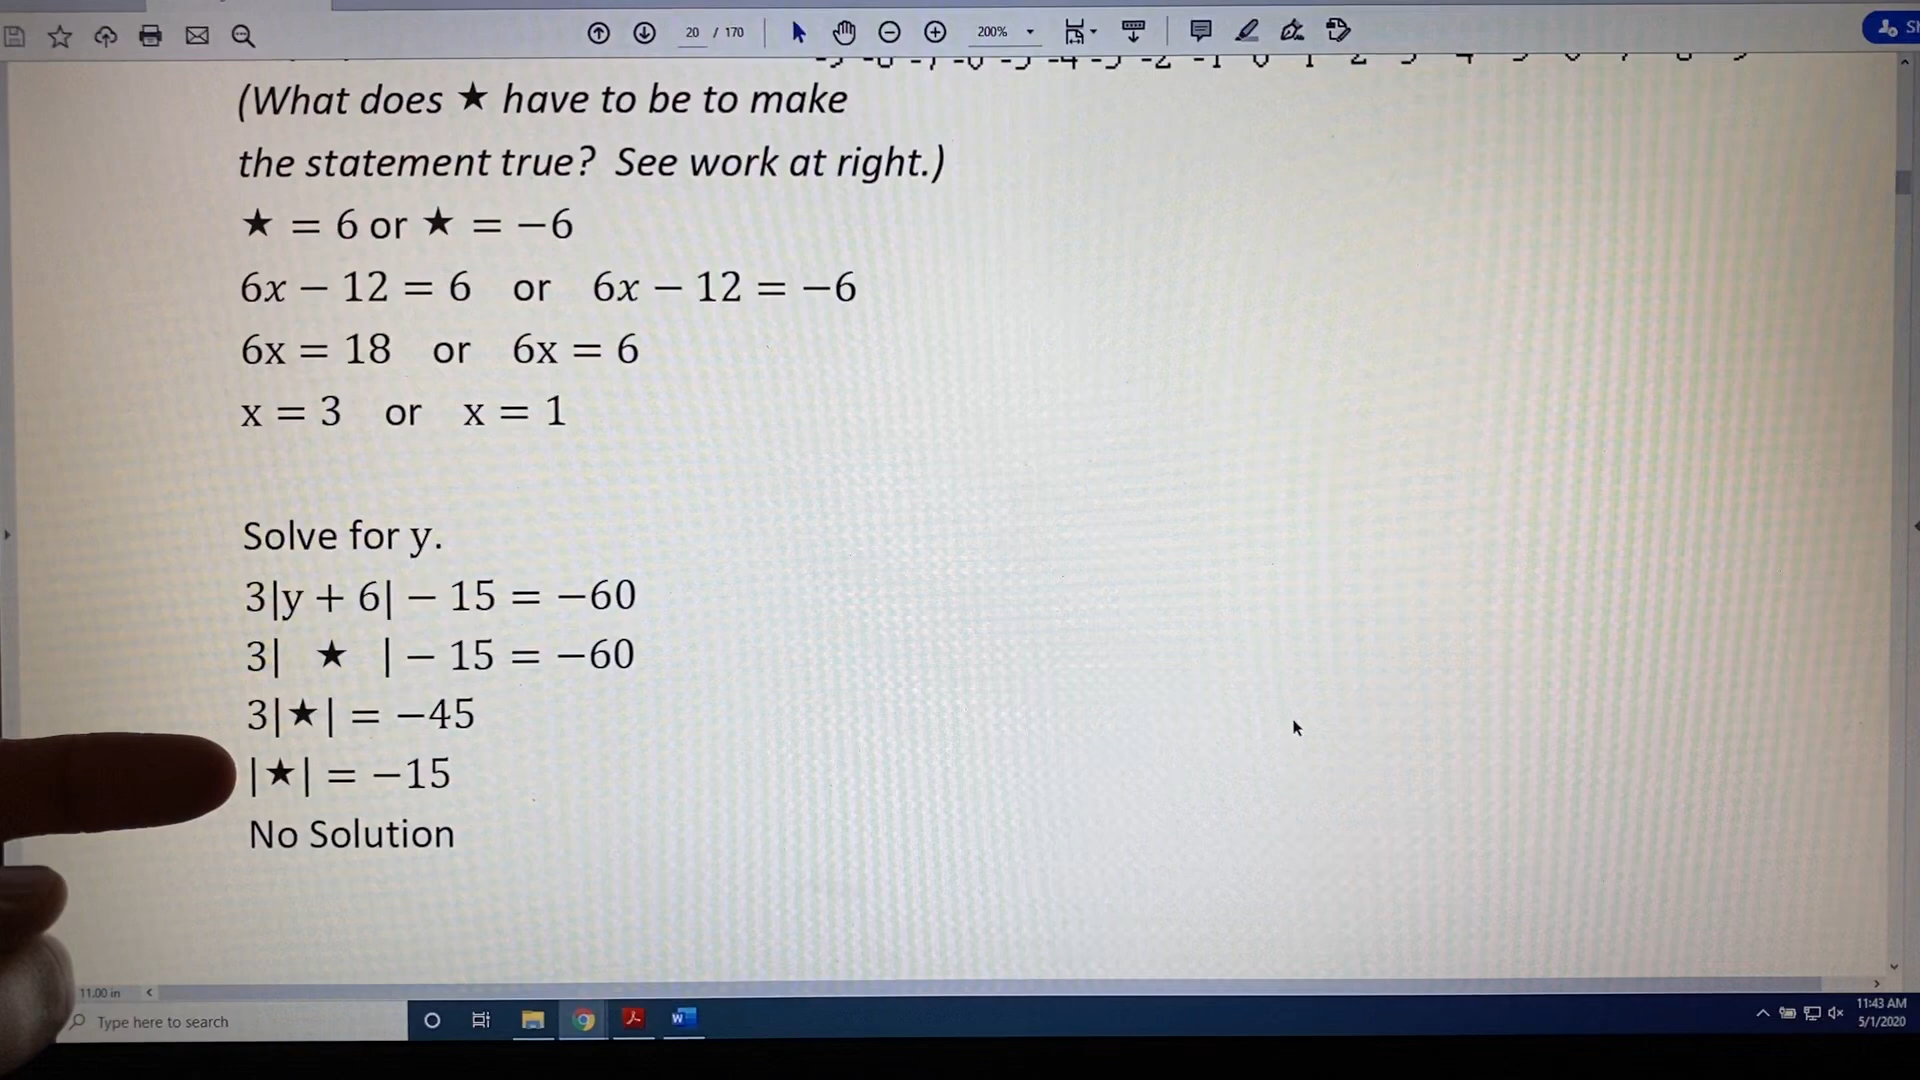 20 / 170
200%
(What does ★ have to be to make
the statement true? See work at right.)
★ = 6 or ★ = −6
6x − 12 = 6 or 6x − 12 = −6
6x = 18 or 6x = 6
x = 3 or x = 1
Solve for y.
3|y + 6| − 15 = −60
3| ★ | − 15 = −60
3|★| = −45
|★| = −15
No Solution
11.00 in
Type here to search
11:43 AM
5/1/2020